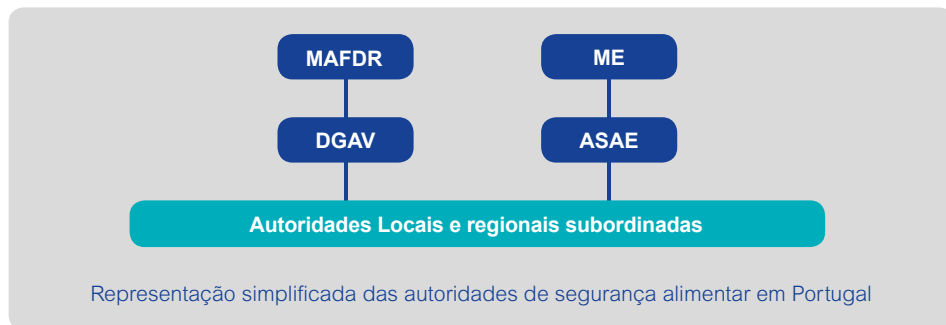 MAFDR
ME
DGAV
ASAE
Autoridades Locais e regionais subordinadas
Representação simplificada das autoridades de segurança alimentar em Portugal